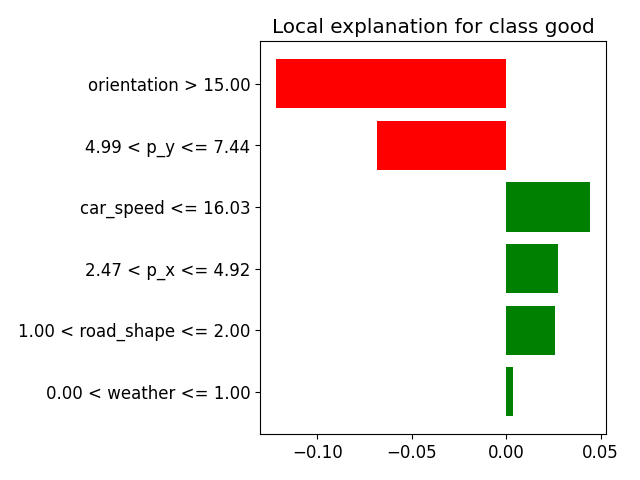 Local explanation for class good
orientation > 15.00
4.99 < p_y <= 7.44
car_speed <= 16.03
2.47 < p_x <= 4.92
1.00 < road_shape <= 2.00
0.00 < weather <= 1.00
−0.10 −0.05 0.00 0.05